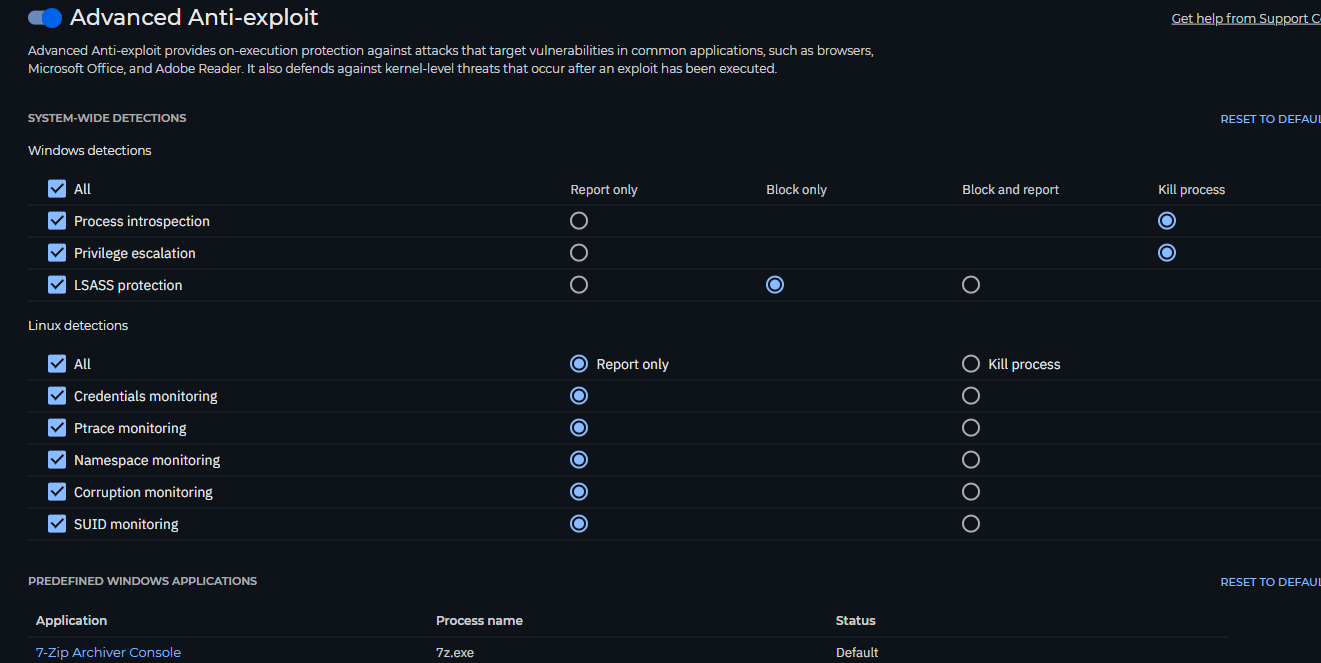 Advanced Anti-exploit
Get help from Support
Advanced Anti-exploit provides on-execution protection against attacks that target vulnerabilities in common applications, such as browsers,
Microsoft Office, and Adobe Reader. It also defends against kernel-level threats that occur after an exploit has been executed.
SYSTEM-WIDE DETECTIONS
RESET TO DEFAUL
Windows detections
All Report only Block only Block and report Kill process
Process introspection
Privilege escalation
LSASS protection
Linux detections
All Report only Kill process
Credentials monitoring
Ptrace monitoring
Namespace monitoring
Corruption monitoring
SUID monitoring
PREDEFINED WINDOWS APPLICATIONS
RESET TO DEFAUL
Application Process name Status
7-Zip Archiver Console 7z.exe Default